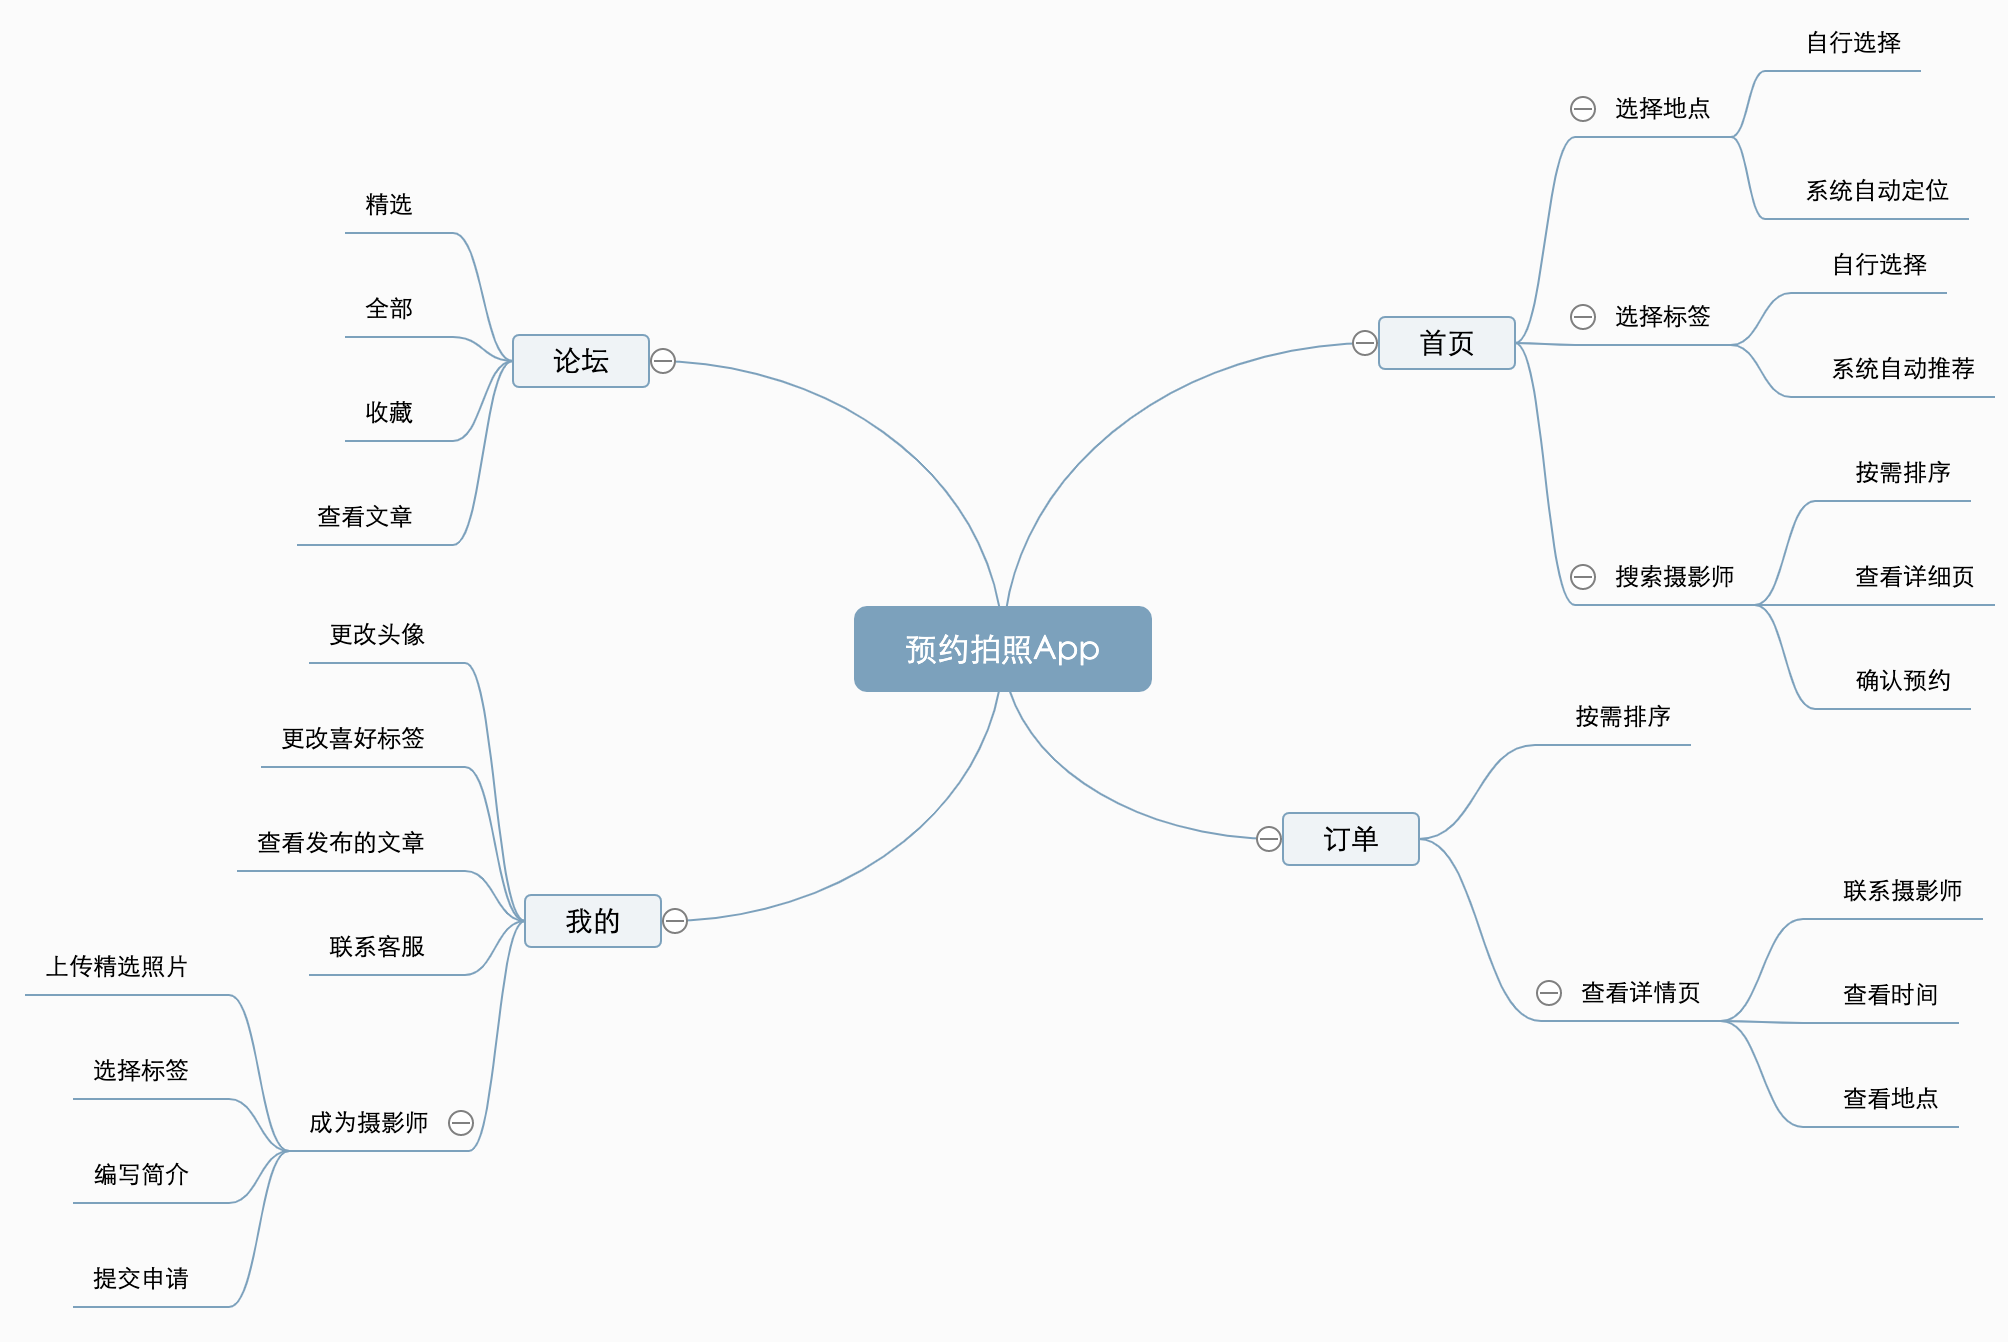 预约拍照App
首页
选择地点
自行选择
系统自动定位
选择标签
自行选择
系统自动推荐
搜索摄影师
按需排序
查看详细页
确认预约
订单
按需排序
查看详情页
联系摄影师
查看时间
查看地点
论坛
精选
全部
收藏
查看文章
我的
更改头像
更改喜好标签
查看发布的文章
联系客服
成为摄影师
上传精选照片
选择标签
编写简介
提交申请